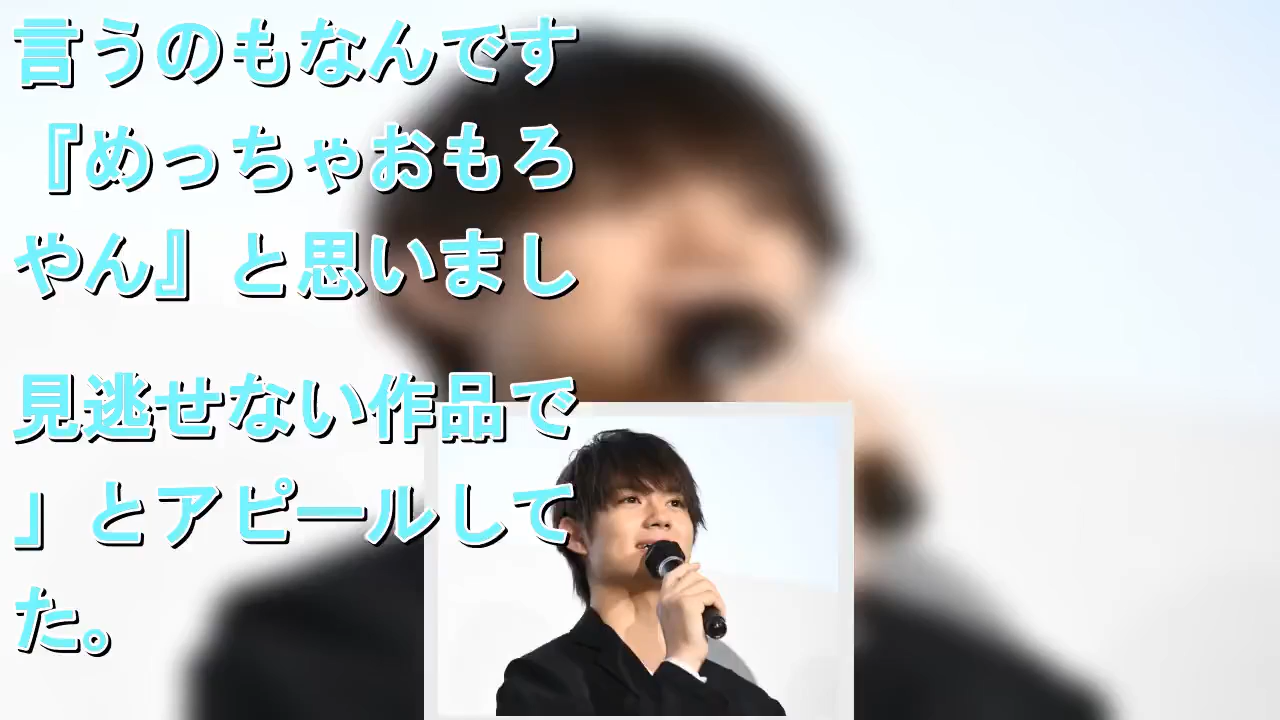 言うのもなんです
『めっちゃおもろ
やん』と思いまし
見逃せない作品で
」とアピールして
た。